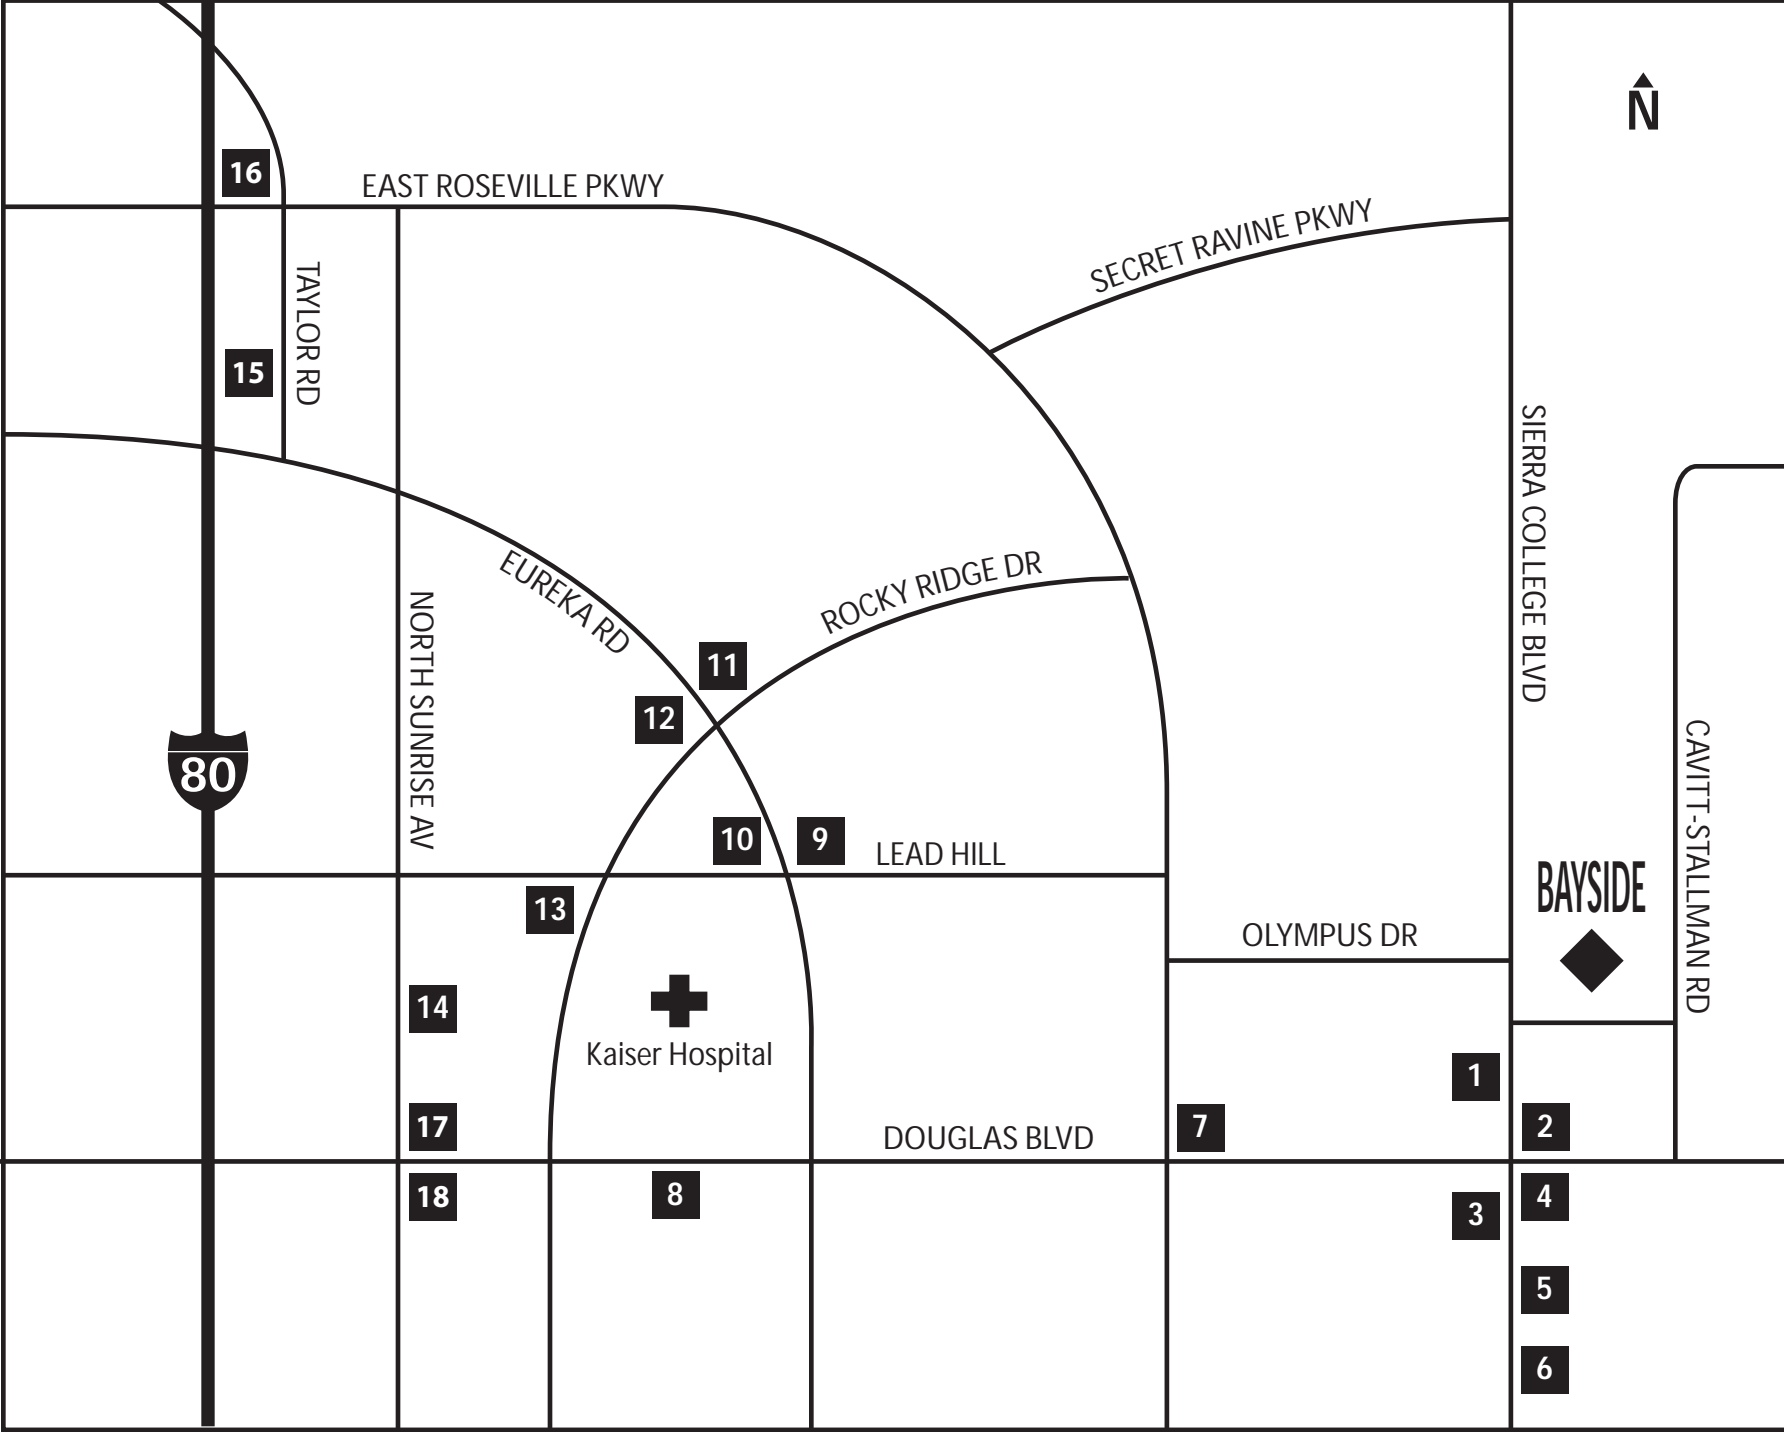 N
16
EAST ROSEVILLE PKWY
SECRET RAVINE PKWY
TAYLOR RD
15
SIERRA COLLEGE BLVD
EUREKA RD
ROCKY RIDGE DR
NORTH SUNRISE AV
11
12
80
CAVITT-STALLMAN RD
10
9
LEAD HILL
BAYSIDE
13
OLYMPUS DR
14
Kaiser Hospital
1
17
DOUGLAS BLVD
7
2
18
8
3
4
5
6